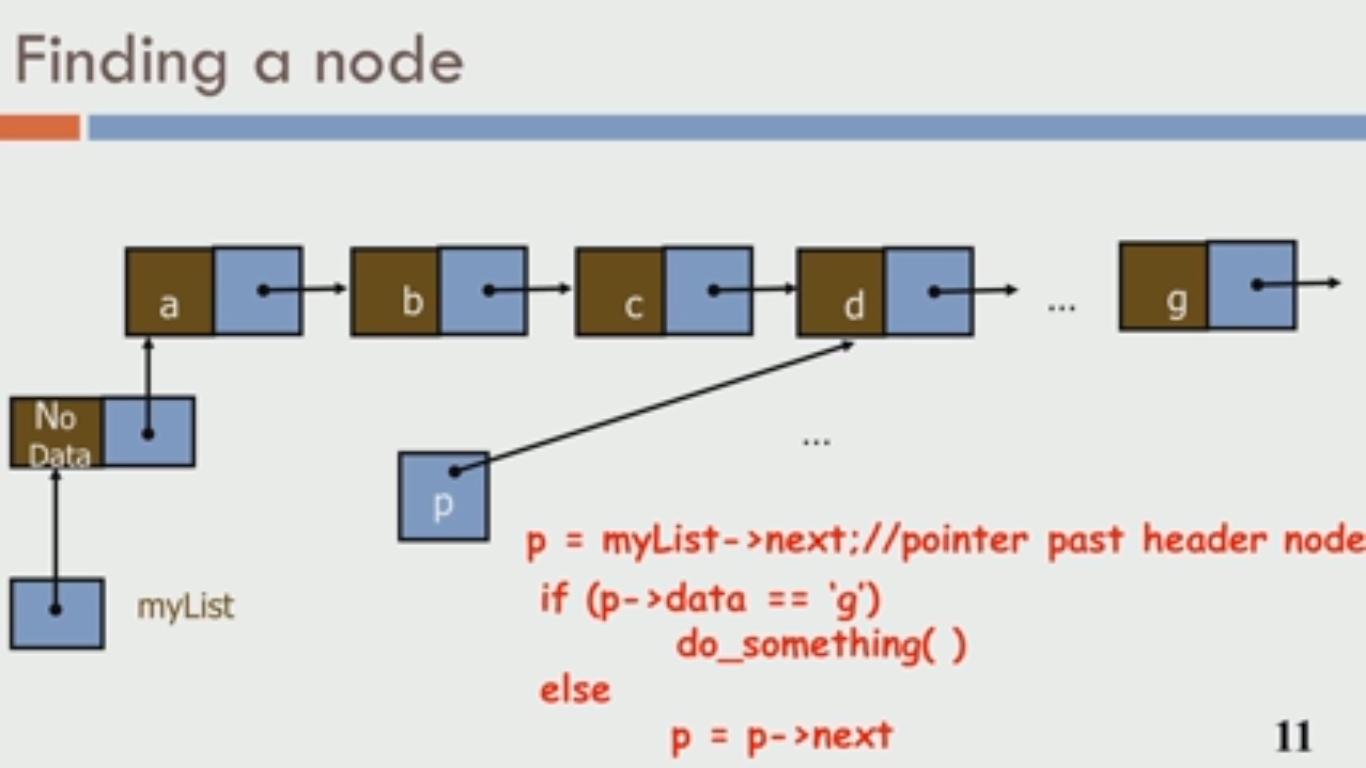 Finding a node
a b c d ... g
No
Data
...
p
p = myList->next;//pointer past header node
myList
if (p->data == 'g')
do_something( )
else
p = p->next
11